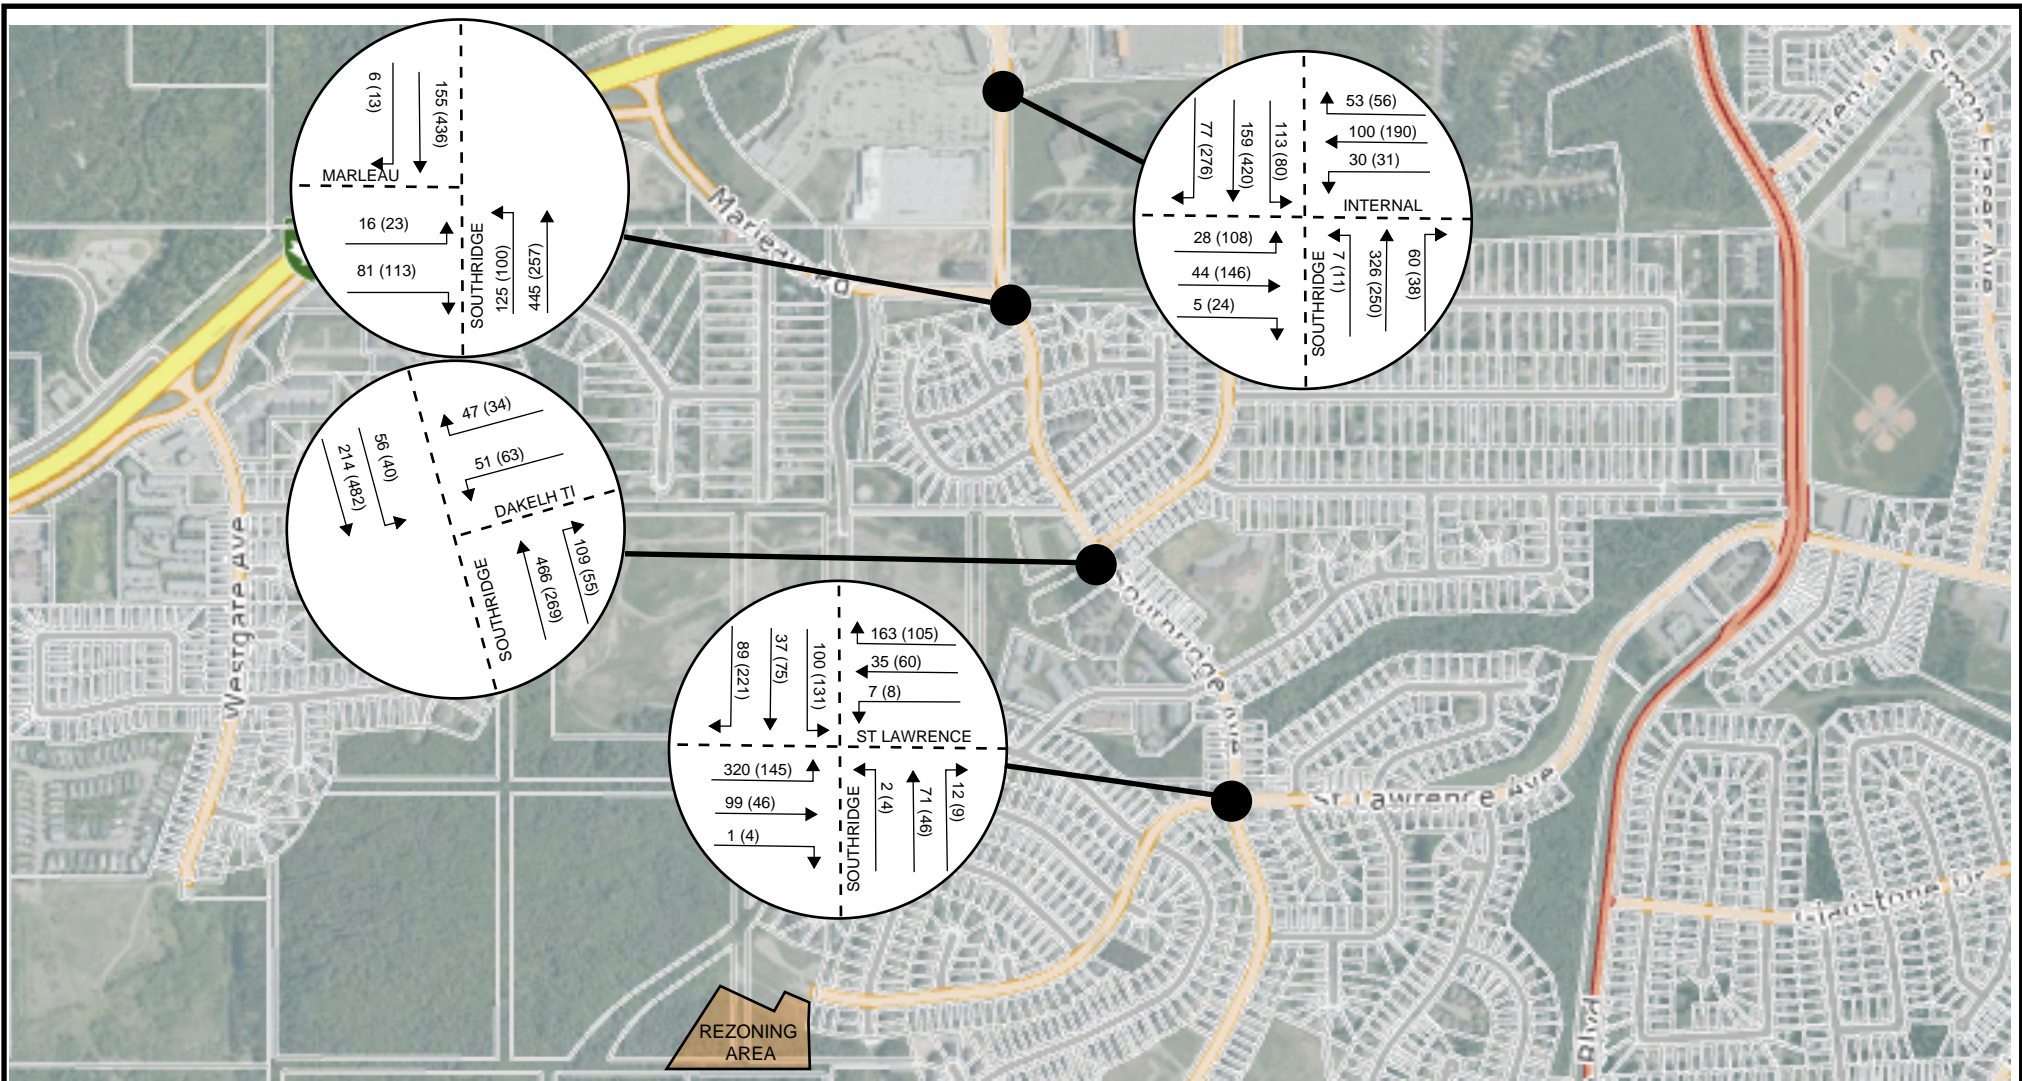 6 (13)
155 (436)
MARLEAU
16 (23)
81 (113)
SOUTHRIDGE
125 (100)
445 (257)
77 (276)
159 (420)
113 (80)
53 (56)
100 (190)
30 (31)
INTERNAL
28 (108)
44 (146)
5 (24)
SOUTHRIDGE
7 (11)
326 (250)
60 (38)
214 (482)
56 (40)
47 (34)
51 (63)
DAKELH TI
SOUTHRIDGE
466 (269)
109 (55)
89 (221)
37 (75)
100 (131)
163 (105)
35 (60)
7 (8)
ST LAWRENCE
320 (145)
99 (46)
1 (4)
SOUTHRIDGE
2 (4)
71 (46)
12 (9)
REZONING
AREA
Marleau Rd
Westgate Ave
Southridge Ave
St Lawrence Ave
Simon Fraser Ave
Blvd